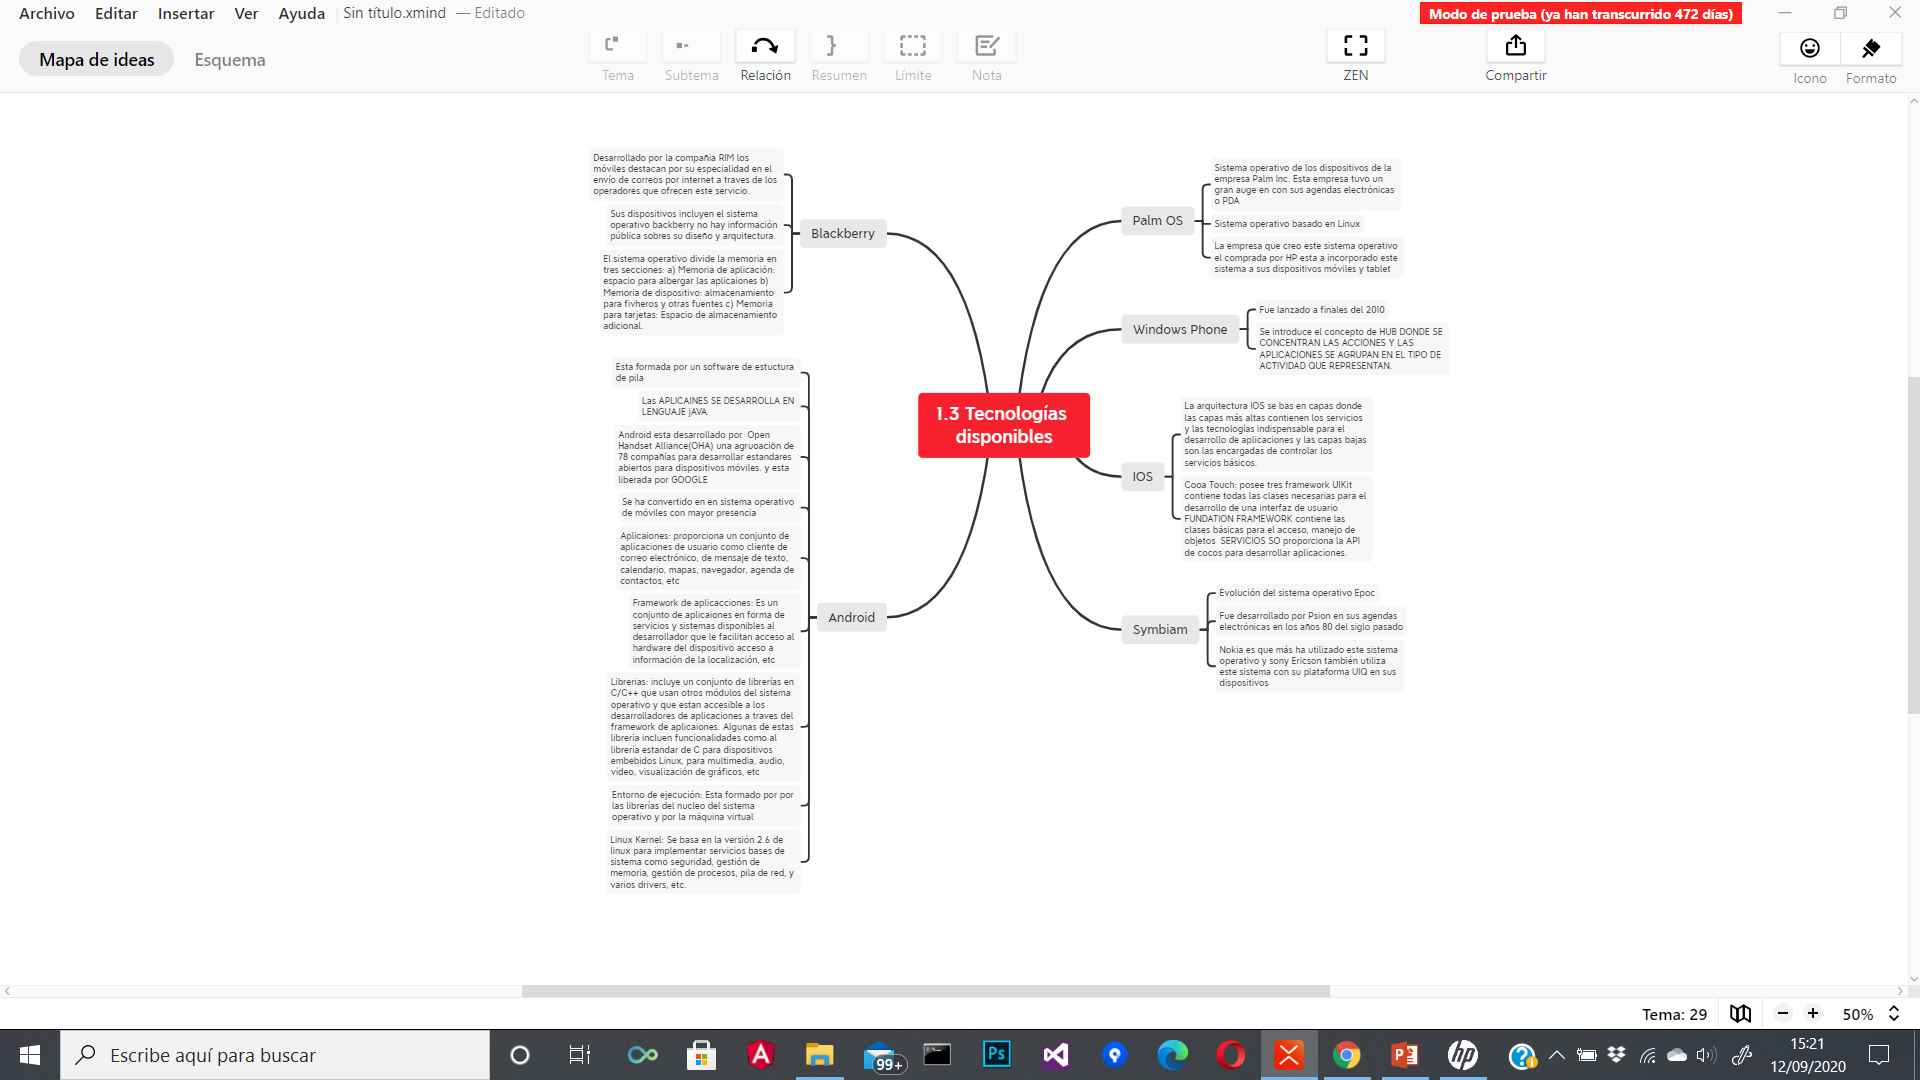 Archivo Editar Insertar Ver Ayuda Sin título.xmind — Editado
Modo de prueba (ya han transcurrido 472 días)
Mapa de ideas Esquema
Tema Subtema Relación Resumen Límite Nota ZEN Compartir Icono Formato
Desarrollado por la compañia RIM los
móviles destacan por su especialidad en el
envío de correos por internet a traves de los
operadores que ofrecen este servicio.
Sus dispositivos incluyen el sistema
operativo backberry no hay información
pública sobres su diseño y arquitectura.
El sistema operativo divide la memoria en
tres secciones: a) Memoria de aplicación:
espacio para albergar las aplicaiones b)
Memoria de dispositivo: almacenamiento
para fivheros y otras fuentes c) Memoria
para tarjetas: Espacio de almacenamiento
adicional.
Blackberry
Esta formada por un software de estuctura
de pila
Las APLICAINES SE DESARROLLA EN
LENGUAJE jAVA
Android esta desarrollado por  Open
Handset Alliance(OHA) una agruoaciòn de
78 compañías para desarrollar estandares
abiertos para dispositivos móviles. y esta
liberada por GOOGLE
Se ha convertido en en sistema operativo
de móviles con mayor presencia
Aplicaiones: proporciona un conjunto de
aplicaciones de usuario como cliente de
correo electrónico, de mensaje de texto,
calendario, mapas, navegador, agenda de
contactos, etc
Framework de aplicacciones: Es un
conjunto de aplicaiones en forma de
servicios y sistemas disponibles al
desarrollador que le facilitan acceso al
hardware del dispositivo acceso a
información de la localización, etc
Librerias: incluye un conjunto de librerías en
C/C++ que usan otros módulos del sistema
operativo y que estan accesible a los
desarrolladores de aplicaciones a traves del
framework de aplicaiones. Algunas de estas
librería incluen funcionalidades como al
librería estandar de C para dispositivos
embebidos Linux, para multimedia, audio,
vídeo, visualización de gráficos, etc
Entorno de ejecución: Esta formado por por
las librerías del nucleo del sistema
operativo y por la máquina virtual
Linux Kernel: Se basa en la versión 2.6 de
linux para implementar servicios bases de
sistema como seguridad, gestión de
memoria, gestión de procesos, pila de red, y
varios drivers, etc.
Android
1.3 Tecnologías
disponibles
Palm OS
Sistema operativo de los dispositivos de la
empresa Palm Inc. Esta empresa tuvo un
gran auge en con sus agendas electrónicas
o PDA
Sistema operativo basado en Linux
La empresa que creo este sistema operativo
el comprada por HP esta a incorporado este
sistema a sus dispositivos móviles y tablet
Windows Phone
Fue lanzado a finales del 2010
Se introduce el concepto de HUB DONDE SE
CONCENTRAN LAS ACCIONES Y LAS
APLICACIONES SE AGRUPAN EN EL TIPO DE
ACTIVIDAD QUE REPRESENTAN.
IOS
La arquitectura IOS se bas en capas donde
las capas más altas contienen los servicios
y las tecnologías indispensable para el
desarrollo de aplicaciones y las capas bajas
son las encargadas de controlar los
servicios básicos.
Cooa Touch: posee tres framework UIKit
contiene todas las clases necesarias para el
desarrollo de una interfaz de usuario
FUNDATION FRAMEWORK contiene las
clases básicas para el acceso, manejo de
objetos  SERVICIOS SO proporciona la API
de cocos para desarrollar aplicaciones.
Symbiam
Evolución del sistema operativo Epoc
Fue desarrollado por Psion en sus agendas
electrónicas en los años 80 del siglo pasado
Nokia es que más ha utilizado este sistema
operativo y sony Ericson también utiliza
este sistema con su plataforma UIQ en sus
dispositivos
Tema: 29 50%
Escribe aquí para buscar
99+
Ps
hp
15:21
12/09/2020